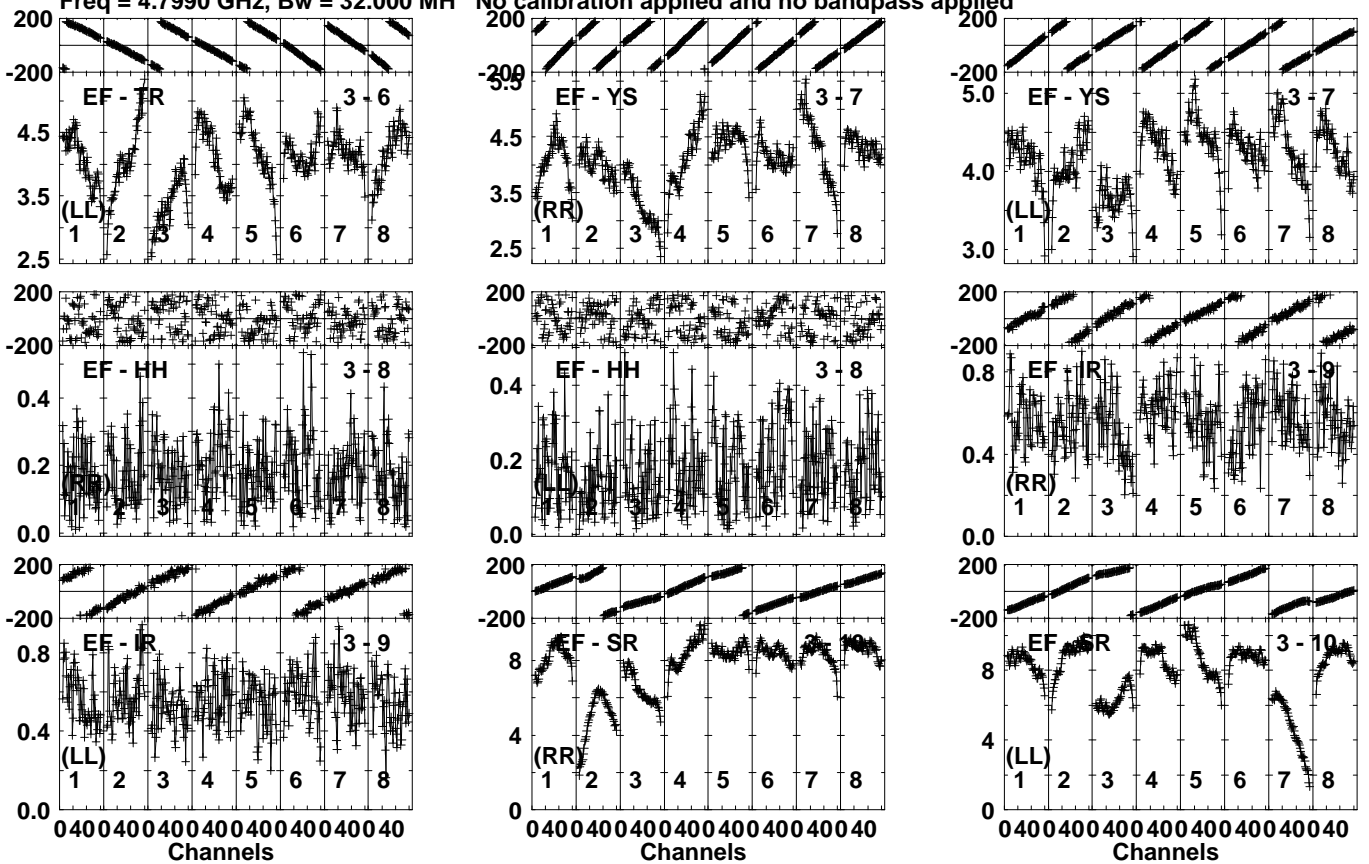 Freq = 4.7990 GHz, Bw = 32.000 MH No calibration applied and no bandpass applied
200
-200
EF - TR 3 - 6
4.5
3.5
2.5
(LL)
1 2 3 4 5 6 7 8
200
-200
5.5
EF - YS 3 - 7
4.5
3.5
2.5
(RR)
1 2 3 4 5 6 7 8
200
-200
5.0
EF - YS 3 - 7
4.0
3.0
(LL)
1 2 3 4 5 6 7 8
200
-200
EF - HH 3 - 8
0.4
0.2
0.0
(RR)
1 2 3 4 5 6 7 8
200
-200
EF - HH 3 - 8
0.4
0.2
0.0
(LL)
1 2 3 4 5 6 7 8
200
-200
EF - IR 3 - 9
0.8
0.4
0.0
(RR)
1 2 3 4 5 6 7 8
200
-200
EF - IR 3 - 9
0.8
0.4
0.0
(LL)
1 2 3 4 5 6 7 8
0 40 0 40 0 40 0 40 0 40 0 40 0 40 0 40
Channels
200
-200
EF - SR 3 - 10
8
4
0
(RR)
1 2 3 4 5 6 7 8
0 40 0 40 0 40 0 40 0 40 0 40 0 40 0 40
Channels
200
-200
EF - SR 3 - 10
8
4
0
(LL)
1 2 3 4 5 6 7 8
0 40 0 40 0 40 0 40 0 40 0 40 0 40 0 40
Channels